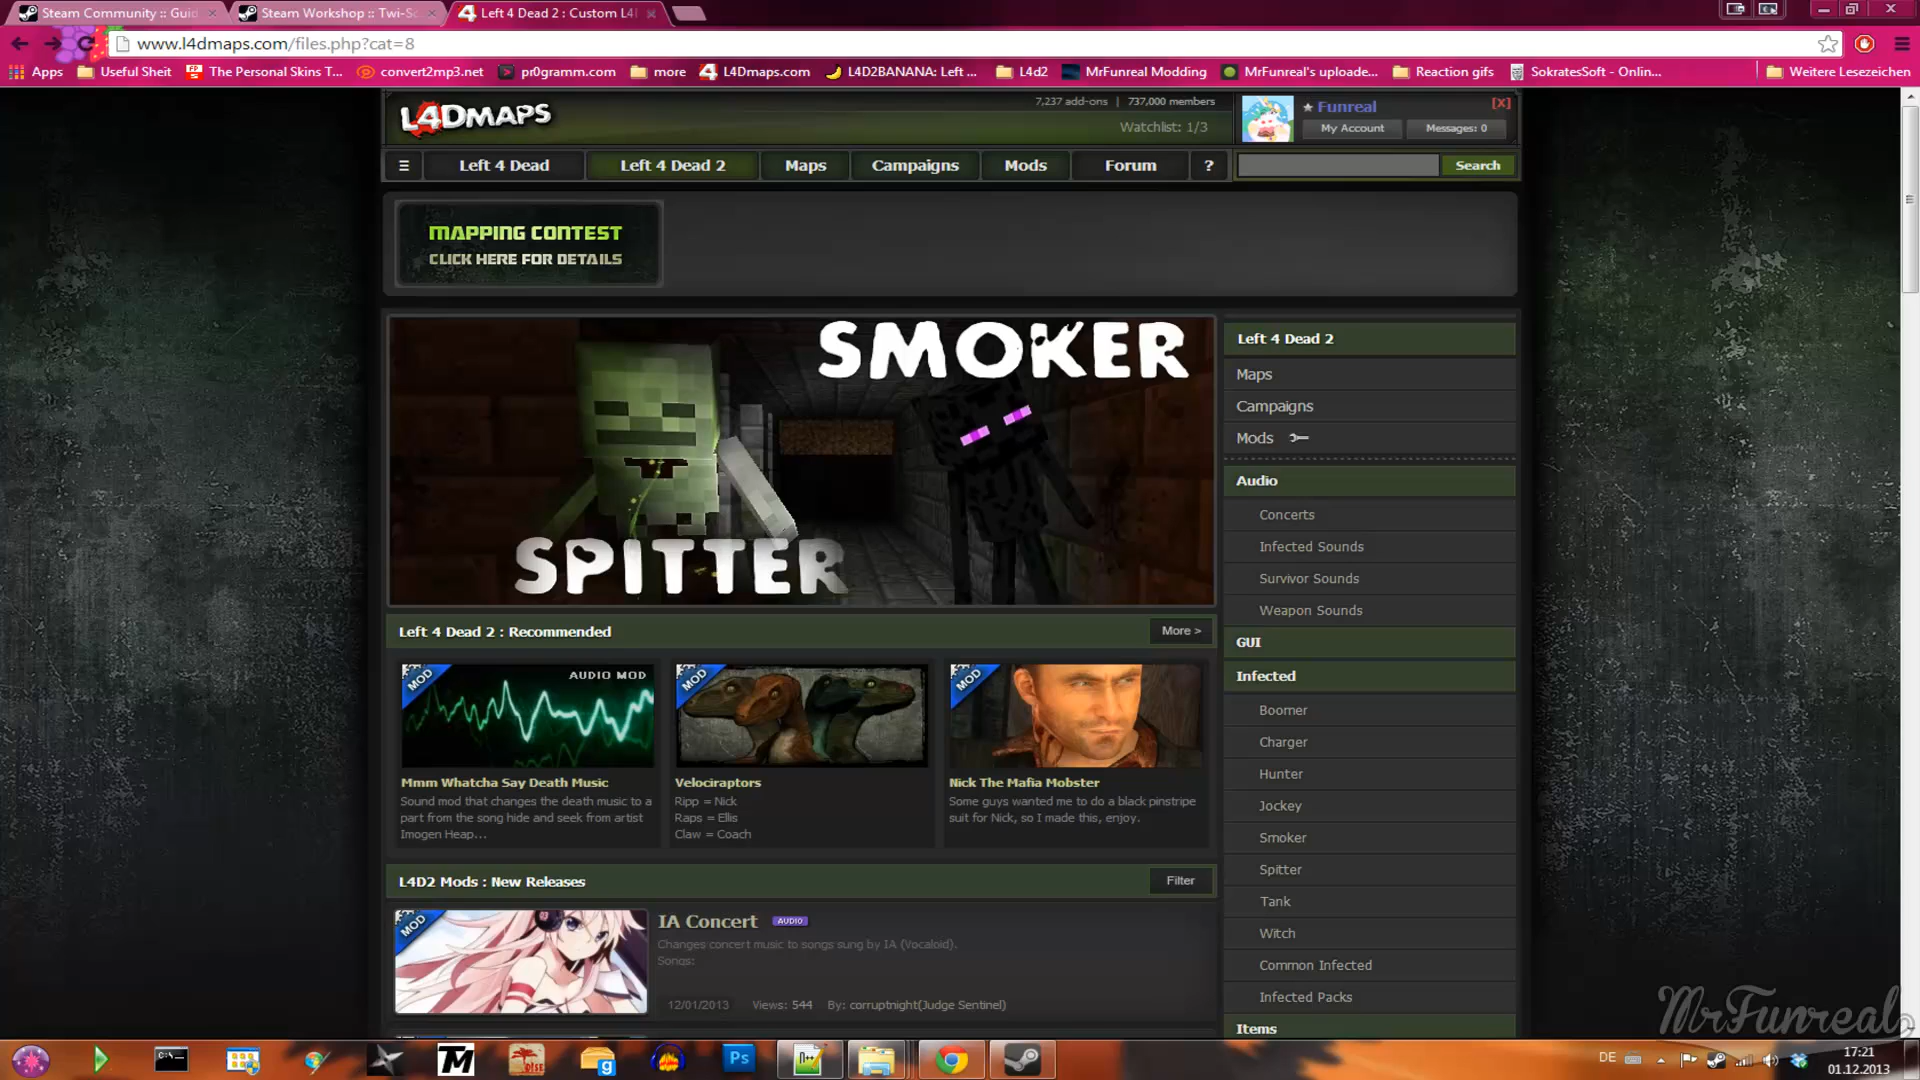 Steam Community :: Guid
Steam Workshop :: Twi-Sc
Left 4 Dead 2 : Custom L4
www.l4dmaps.com/files.php?cat=8
Apps
Useful Sheit
The Personal Skins T...
convert2mp3.net
pr0gramm.com
more
L4Dmaps.com
L4D2BANANA: Left ...
L4d2
MrFunreal Modding
MrFunreal's uploade...
Reaction gifs
SokratesSoft - Onlin...
Weitere Lesezeichen
L4DMAPS
7,237 add-ons | 737,000 members
Watchlist: 1/3
Funreal
[X]
My Account
Messages: 0
Left 4 Dead
Left 4 Dead 2
Maps
Campaigns
Mods
Forum
?
Search
MAPPING CONTEST
CLICK HERE FOR DETAILS
SMOKER
SPITTER
Left 4 Dead 2
Maps
Campaigns
Mods
Audio
Concerts
Infected Sounds
Survivor Sounds
Weapon Sounds
GUI
Infected
Boomer
Charger
Hunter
Jockey
Smoker
Spitter
Tank
Witch
Common Infected
Infected Packs
Items
Left 4 Dead 2 : Recommended
More >
MOD
AUDIO MOD
Mmm Whatcha Say Death Music
Sound mod that changes the death music to a
part from the song hide and seek from artist
Imogen Heap...
MOD
Velociraptors
Ripp = Nick
Raps = Ellis
Claw = Coach
MOD
Nick The Mafia Mobster
Some guys wanted me to do a black pinstripe
suit for Nick, so I made this, enjoy.
L4D2 Mods : New Releases
Filter
MOD
IA Concert
AUDIO
Changes concert music to songs sung by IA (Vocaloid).
Songs:
12/01/2013
Views: 544
By: corruptnight(Judge Sentinel)
MrFunreal
C:\_
TM
DISE
g
Ps
N++
DE
17:21
01.12.2013